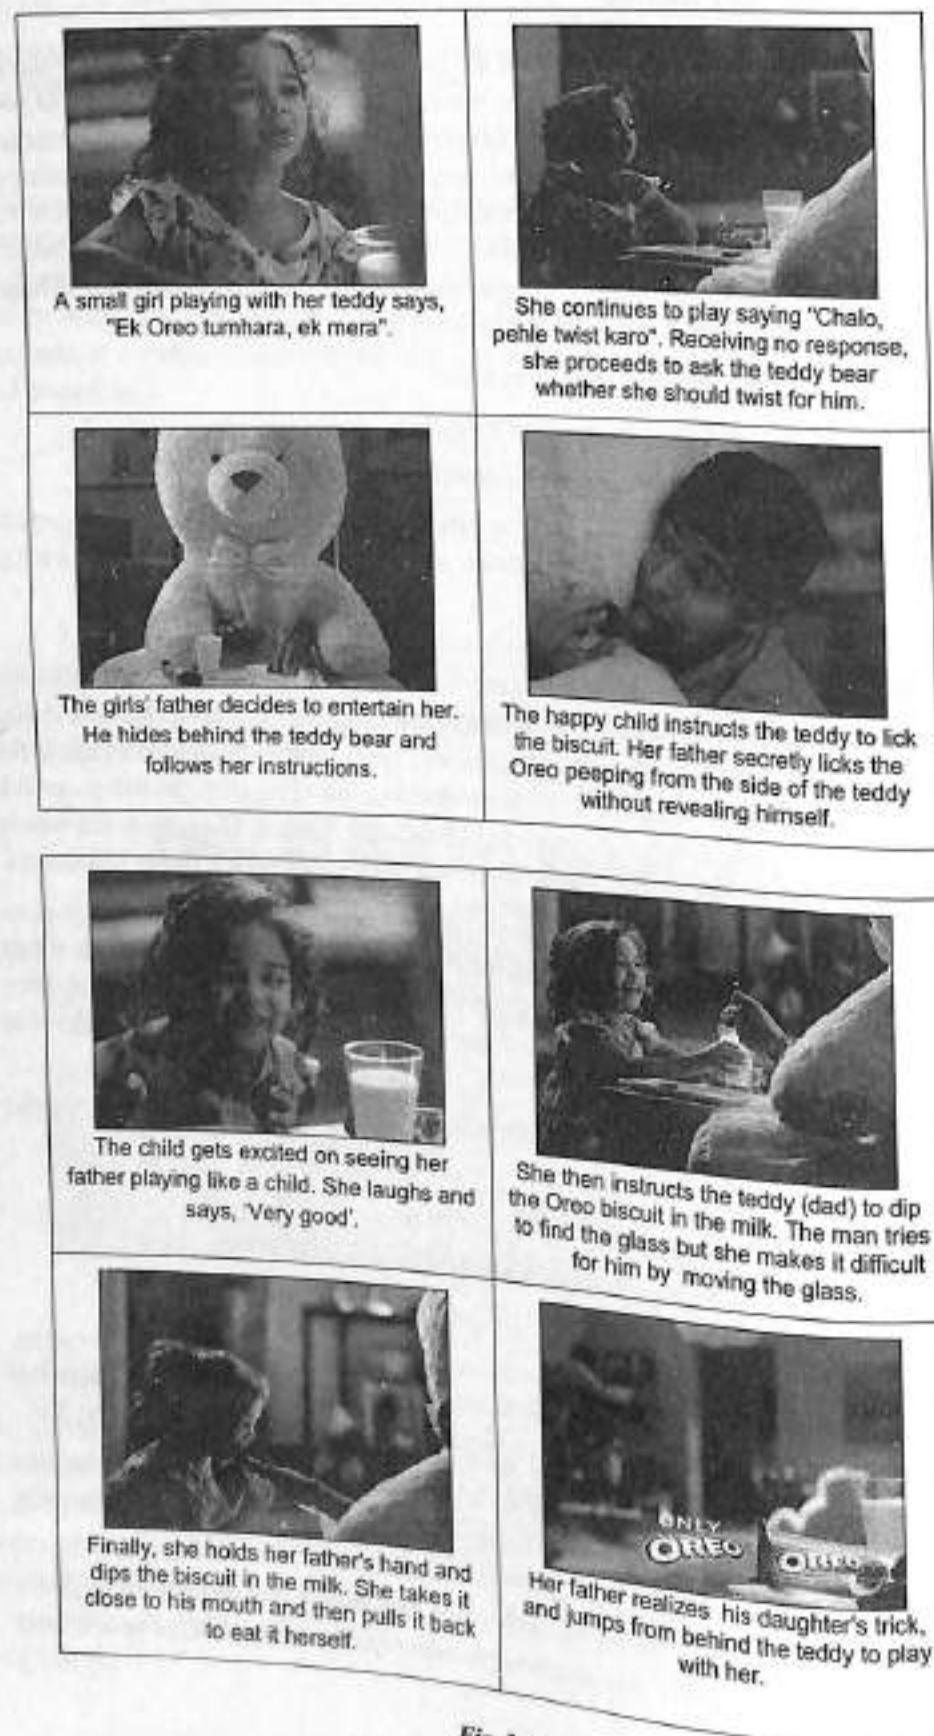 A small girl playing with her teddy says,
"Ek Oreo tumhara, ek mera".
She continues to play saying "Chalo,
pehle twist karo". Receiving no response,
she proceeds to ask the teddy bear
whether she should twist for him.
The girls' father decides to entertain her.
He hides behind the teddy bear and
follows her instructions.
The happy child instructs the teddy to lick
the biscuit. Her father secretly licks the
Oreo peeping from the side of the teddy
without revealing himself.
The child gets excited on seeing her
father playing like a child. She laughs and
says, 'Very good'.
She then instructs the teddy (dad) to dip
the Oreo biscuit in the milk. The man tries
to find the glass but she makes it difficult
for him by moving the glass.
Finally, she holds her father's hand and
dips the biscuit in the milk. She takes it
close to his mouth and then pulls it back
to eat it herself.
ONLY
OREO
OREO
Her father realizes his daughter's trick,
and jumps from behind the teddy to play
with her.